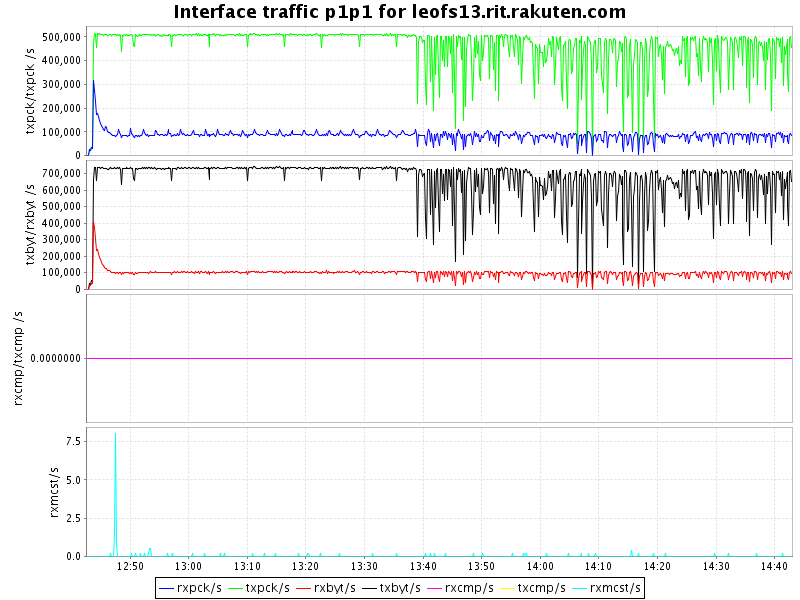 Interface traffic p1p1 for leofs13.rit.rakuten.com
txpck/txpck /s
500,000
400,000
300,000
200,000
100,000
0
txbyt/rxbyt /s
700,000
600,000
500,000
400,000
300,000
200,000
100,000
0
rxcmp/txcmp /s
0.0000000
rxmcst/s
7.5
5.0
2.5
0.0
12:50 13:00 13:10 13:20 13:30 13:40 13:50 14:00 14:10 14:20 14:30 14:40
rxpck/s txpck/s rxbyt/s txbyt/s rxcmp/s txcmp/s rxmcst/s